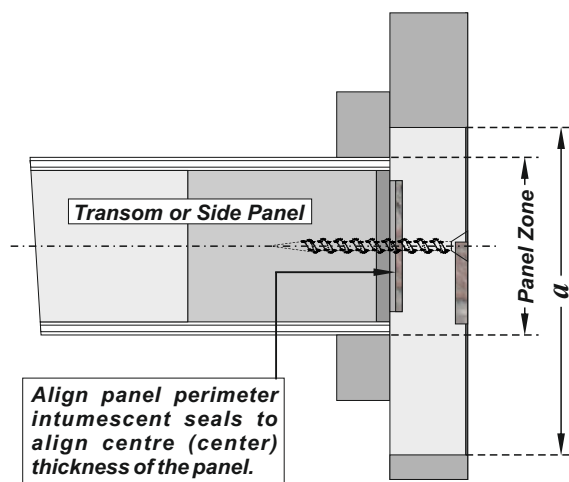 Transom or Side Panel
Panel Zone
a
Align panel perimeter
intumescent seals to
align centre (center)
thickness of the panel.